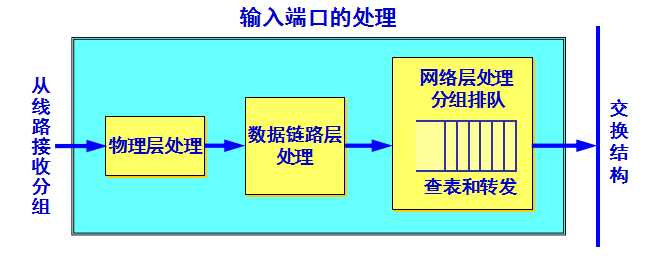 输入端口的处理
从线路接收分组
物理层处理
数据链路层
处理
网络层处理
分组排队
查表和转发
交换结构